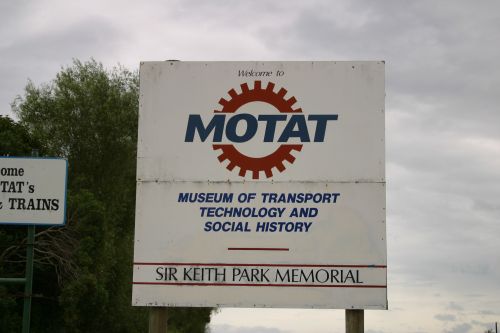 Welcome to
MOTAT
MUSEUM OF TRANSPORT
TECHNOLOGY AND
SOCIAL HISTORY
SIR KEITH PARK MEMORIAL
ome
TAT's
TRAINS